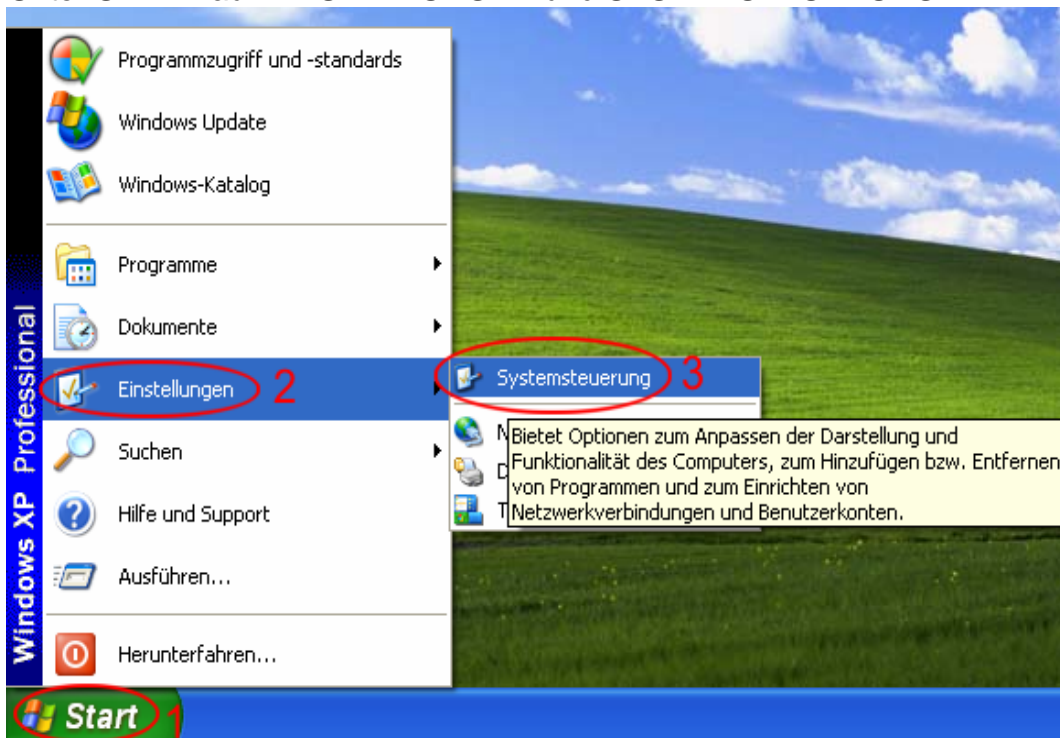 Programmzugriff und -standards
Windows Update
Windows-Katalog
Programme
Dokumente
Einstellungen 2
Systemsteuerung 3
Suchen
Bietet Optionen zum Anpassen der Darstellung und
Funktionalität des Computers, zum Hinzufügen bzw. Entfernen
von Programmen und zum Einrichten von
Netzwerkverbindungen und Benutzerkonten.
Hilfe und Support
Ausführen...
Herunterfahren...
Windows XP Professional
Start 1